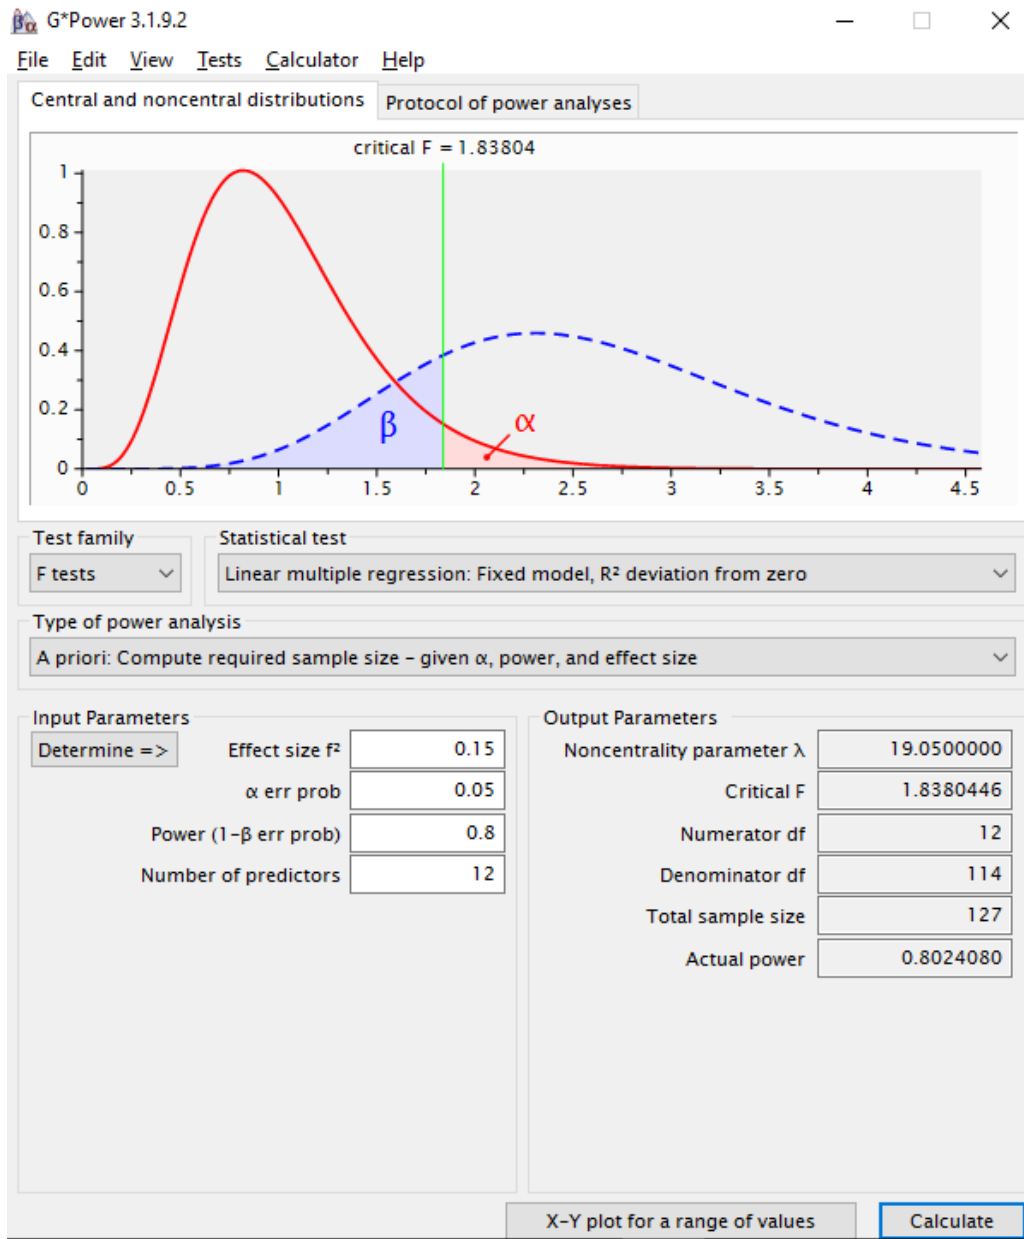 G*Power 3.1.9.2
File Edit View Tests Calculator Help
Central and noncentral distributions Protocol of power analyses
critical F = 1.83804
1
0.8
0.6
0.4
0.2
0
β
α
0 0.5 1 1.5 2 2.5 3 3.5 4 4.5
Test family Statistical test
F tests Linear multiple regression: Fixed model, R² deviation from zero
Type of power analysis
A priori: Compute required sample size – given α, power, and effect size
Input Parameters
Determine => Effect size f² 0.15
α err prob 0.05
Power (1-β err prob) 0.8
Number of predictors 12
Output Parameters
Noncentrality parameter λ 19.0500000
Critical F 1.8380446
Numerator df 12
Denominator df 114
Total sample size 127
Actual power 0.8024080
X-Y plot for a range of values Calculate